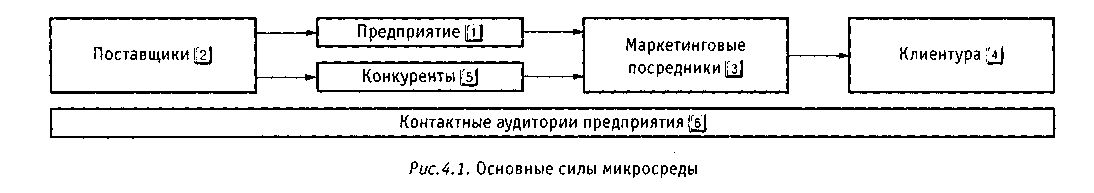 Поставщики 2
Предприятие 1
Конкуренты 5
Маркетинговые
посредники 3
Клиентура 4
Контактные аудитории предприятия 6
Рис.4.1. Основные силы микросреды